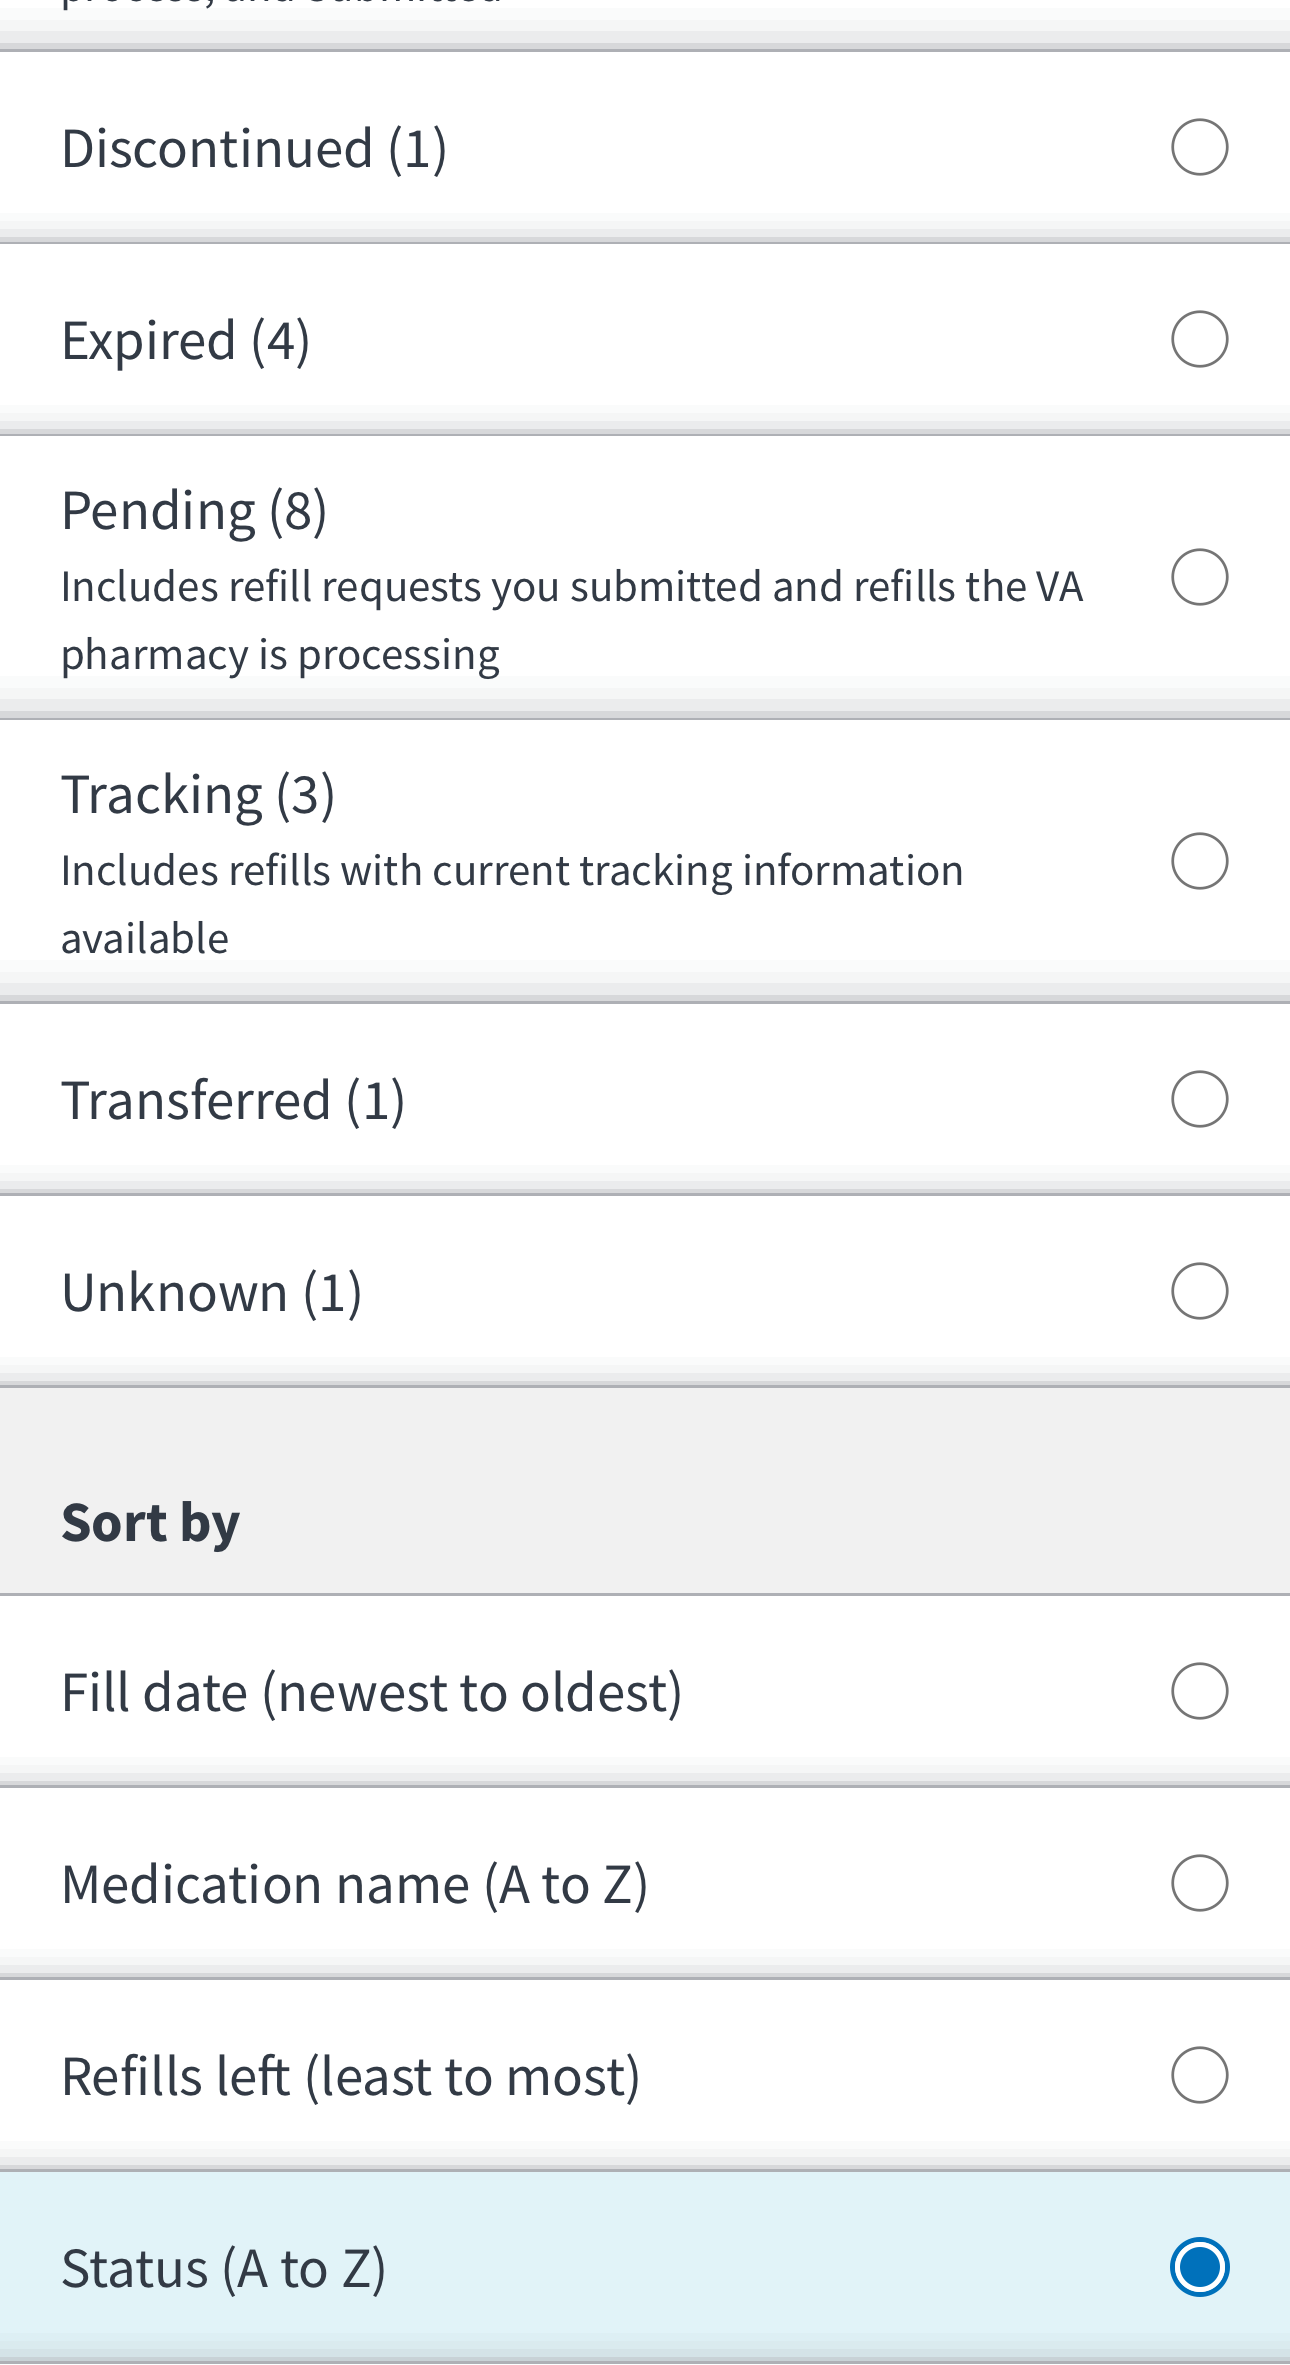 Discontinued (1)
Expired (4)
Pending (8)
Includes refill requests you submitted and refills the VA
pharmacy is processing
Tracking (3)
Includes refills with current tracking information
available
Transferred (1)
Unknown (1)
Sort by
Fill date (newest to oldest)
Medication name (A to Z)
Refills left (least to most)
Status (A to Z)